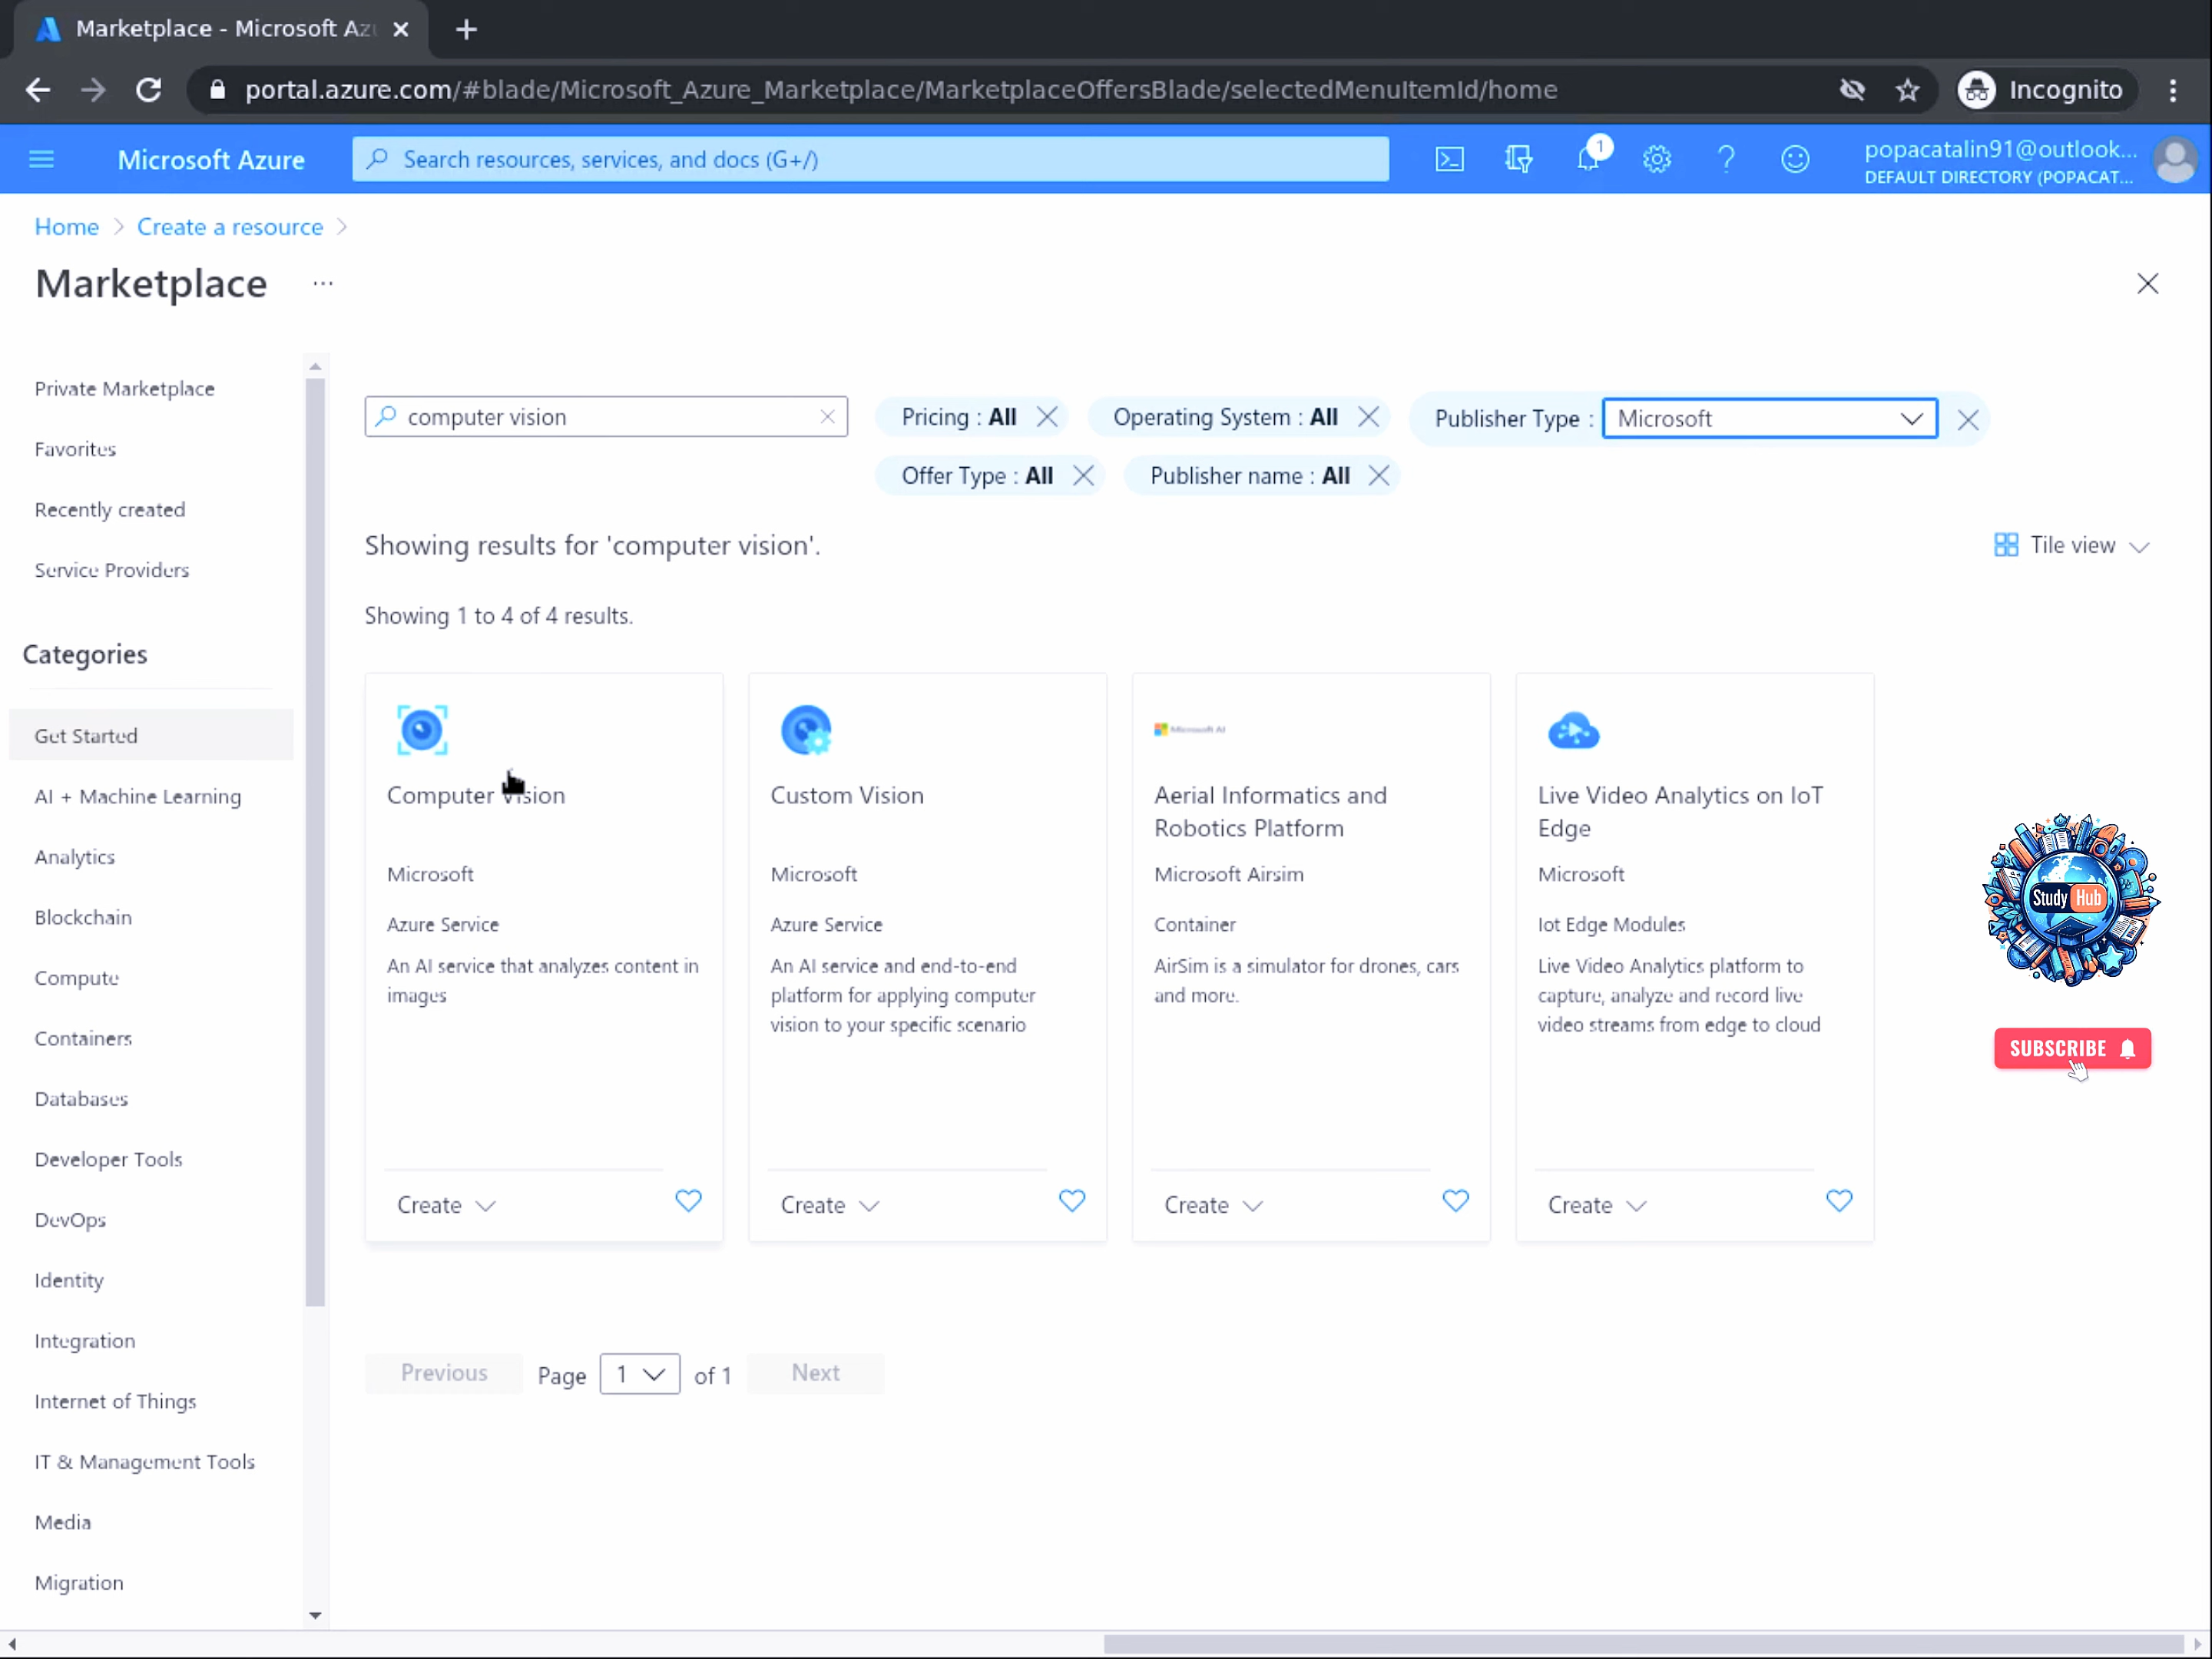 Marketplace - Microsoft Az
portal.azure.com/#blade/Microsoft_Azure_Marketplace/MarketplaceOffersBlade/selectedMenuItemId/home
Incognito
Microsoft Azure
Search resources, services, and docs (G+/)
1
popacatalin91@outlook...
DEFAULT DIRECTORY (POPACAT...
Home > Create a resource >
Marketplace ...
Private Marketplace
Favorites
Recently created
Service Providers
Categories
Get Started
AI + Machine Learning
Analytics
Blockchain
Compute
Containers
Databases
Developer Tools
DevOps
Identity
Integration
Internet of Things
IT & Management Tools
Media
Migration
computer vision
Pricing : All
Operating System : All
Publisher Type : Microsoft
Offer Type : All
Publisher name : All
Showing results for 'computer vision'.
Tile view
Showing 1 to 4 of 4 results.
Computer Vision
Microsoft
Azure Service
An AI service that analyzes content in
images
Create
Custom Vision
Microsoft
Azure Service
An AI service and end-to-end
platform for applying computer
vision to your specific scenario
Create
Microsoft AI
Aerial Informatics and
Robotics Platform
Microsoft Airsim
Container
AirSim is a simulator for drones, cars
and more.
Create
Live Video Analytics on IoT
Edge
Microsoft
Iot Edge Modules
Live Video Analytics platform to
capture, analyze and record live
video streams from edge to cloud
Create
Study Hub
SUBSCRIBE
Previous
Page 1 of 1
Next